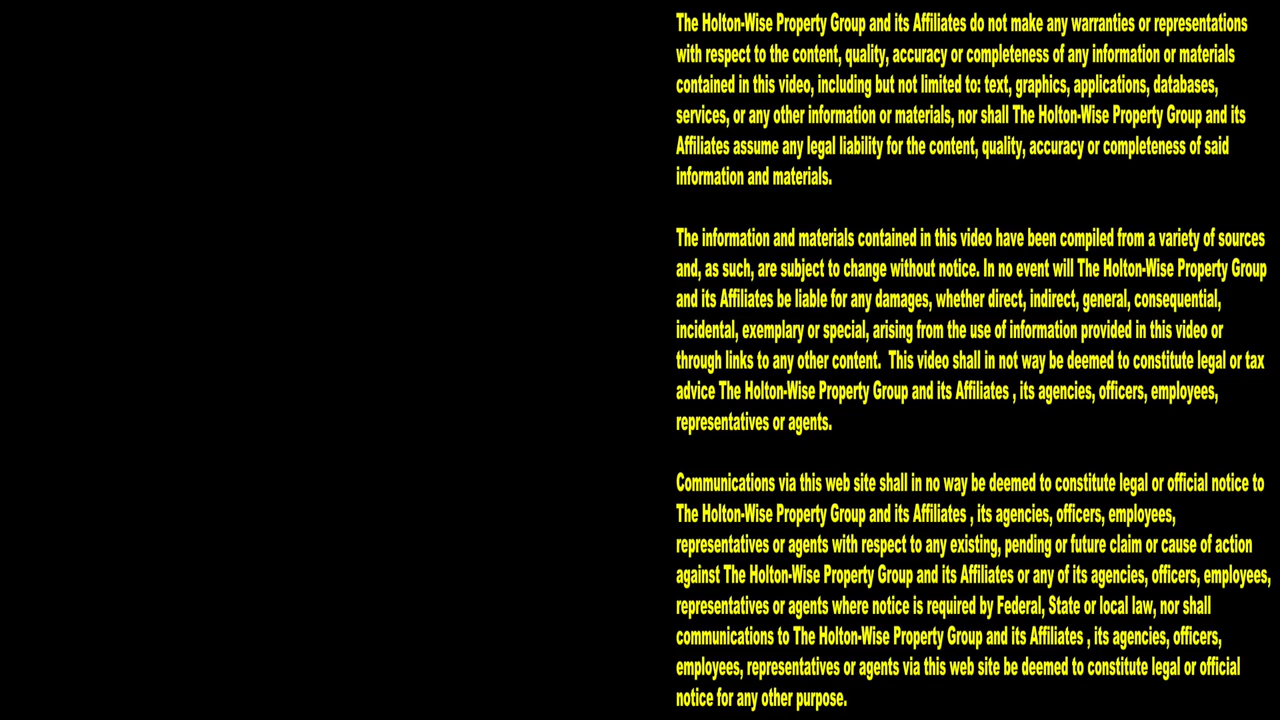 The Holton-Wise Property Group and its Affiliates do not make any warranties or representations
with respect to the content, quality, accuracy or completeness of any information or materials
contained in this video, including but not limited to: text, graphics, applications, databases,
services, or any other information or materials, nor shall The Holton-Wise Property Group and its
Affiliates assume any legal liability for the content, quality, accuracy or completeness of said
information and materials.
The information and materials contained in this video have been compiled from a variety of sources
and, as such, are subject to change without notice. In no event will The Holton-Wise Property Group
and its Affiliates be liable for any damages, whether direct, indirect, general, consequential,
incidental, exemplary or special, arising from the use of information provided in this video or
through links to any other content.  This video shall in not way be deemed to constitute legal or tax
advice The Holton-Wise Property Group and its Affiliates , its agencies, officers, employees,
representatives or agents.
Communications via this web site shall in no way be deemed to constitute legal or official notice to
The Holton-Wise Property Group and its Affiliates , its agencies, officers, employees,
representatives or agents with respect to any existing, pending or future claim or cause of action
against The Holton-Wise Property Group and its Affiliates or any of its agencies, officers, employees,
representatives or agents where notice is required by Federal, State or local law, nor shall
communications to The Holton-Wise Property Group and its Affiliates , its agencies, officers,
employees, representatives or agents via this web site be deemed to constitute legal or official
notice for any other purpose.